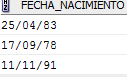 FECHA_NACIMIENTO
25/04/83
17/09/78
11/11/91